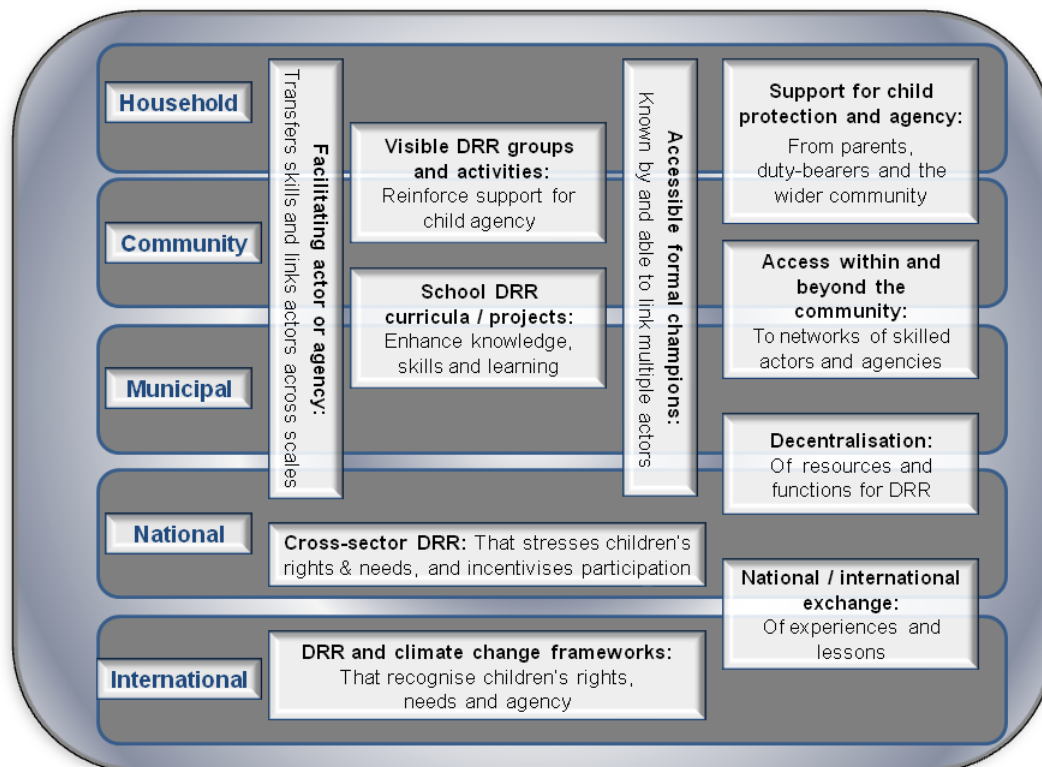 Household
Community
Municipal
National
International
Facilitating actor or agency:
Transfers skills and links actors across scales
Visible DRR groups
and activities:
Reinforce support for
child agency
School DRR
curricula / projects:
Enhance knowledge,
skills and learning
Accessible formal champions:
Known by and able to link multiple actors
Support for child
protection and agency:
From parents,
duty-bearers and the
wider community
Access within and
beyond the
community:
To networks of skilled
actors and agencies
Decentralisation:
Of resources and
functions for DRR
Cross-sector DRR: That stresses children's
rights & needs, and incentivises participation
National / international
exchange:
Of experiences and
lessons
DRR and climate change frameworks:
That recognise children's rights,
needs and agency